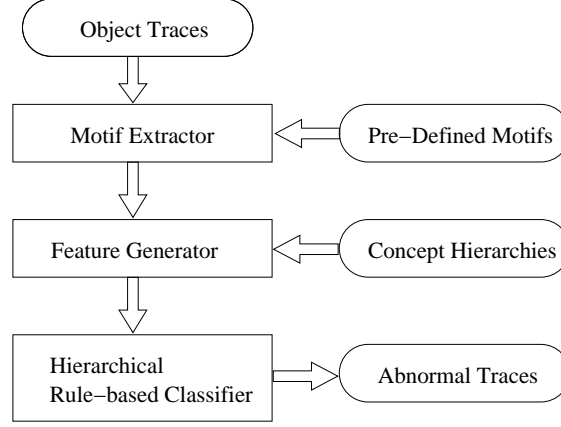 Object Traces
Motif Extractor
Pre−Defined Motifs
Feature Generator
Concept Hierarchies
Hierarchical
Rule−based Classifier
Abnormal Traces